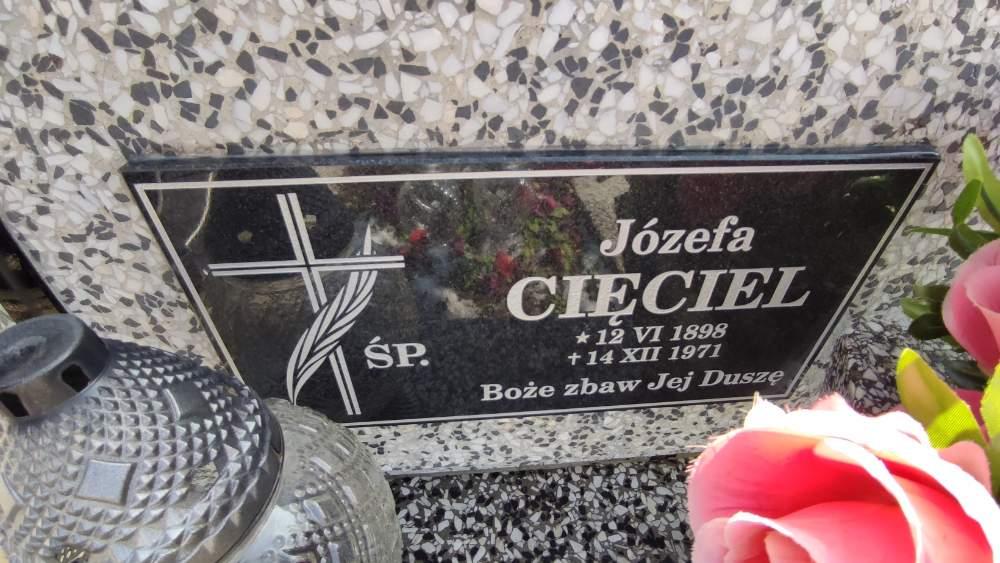 Józefa
CIĘCIEL
★ 12 VI 1898
ŚP. † 14 XII 1971
Boże zbaw Jej Duszę